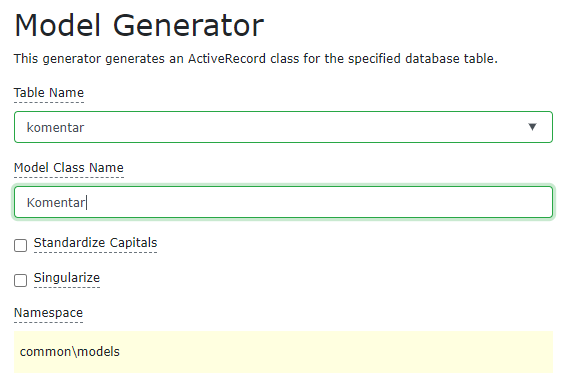 Model Generator
This generator generates an ActiveRecord class for the specified database table.
Table Name
komentar
Model Class Name
Komentar
Standardize Capitals
Singularize
Namespace
common\models